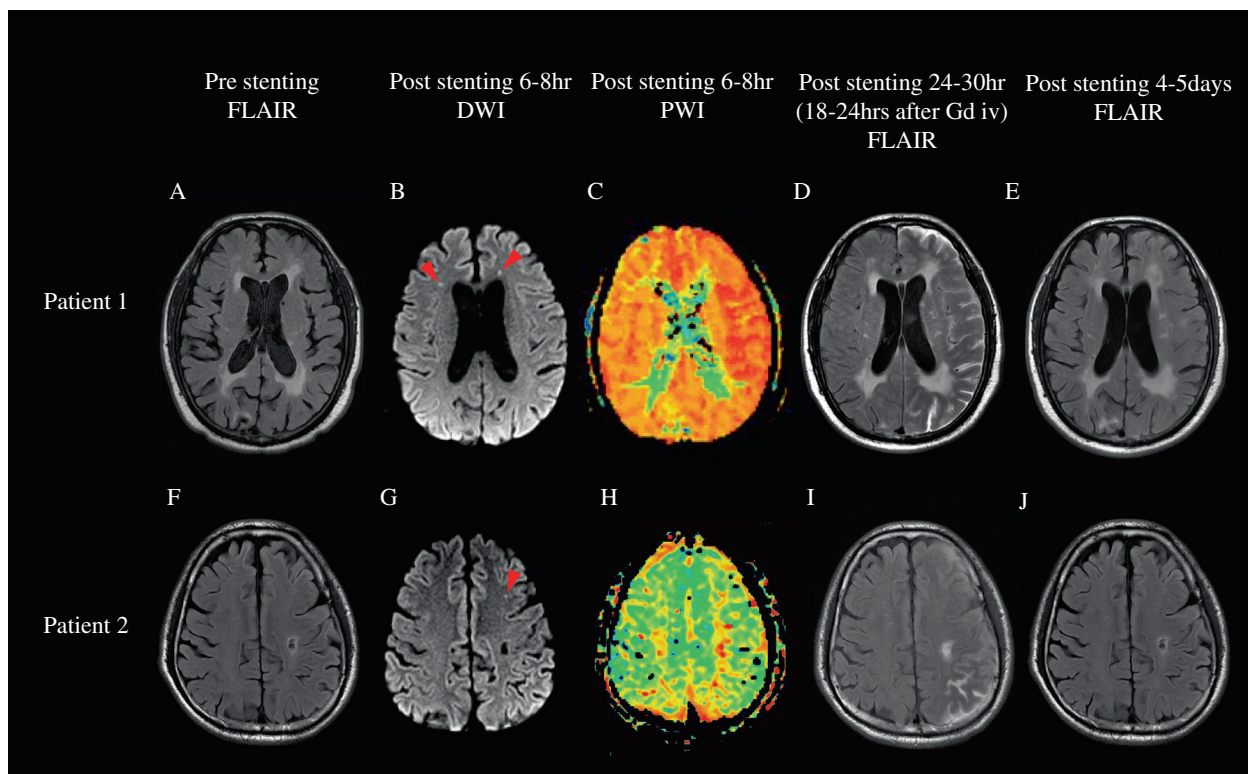 Pre stenting
FLAIR
Post stenting 6-8hr
DWI
Post stenting 6-8hr
PWI
Post stenting 24-30hr
(18-24hrs after Gd iv)
FLAIR
Post stenting 4-5days
FLAIR
Patient 1
A
B
C
D
E
Patient 2
F
G
H
I
J